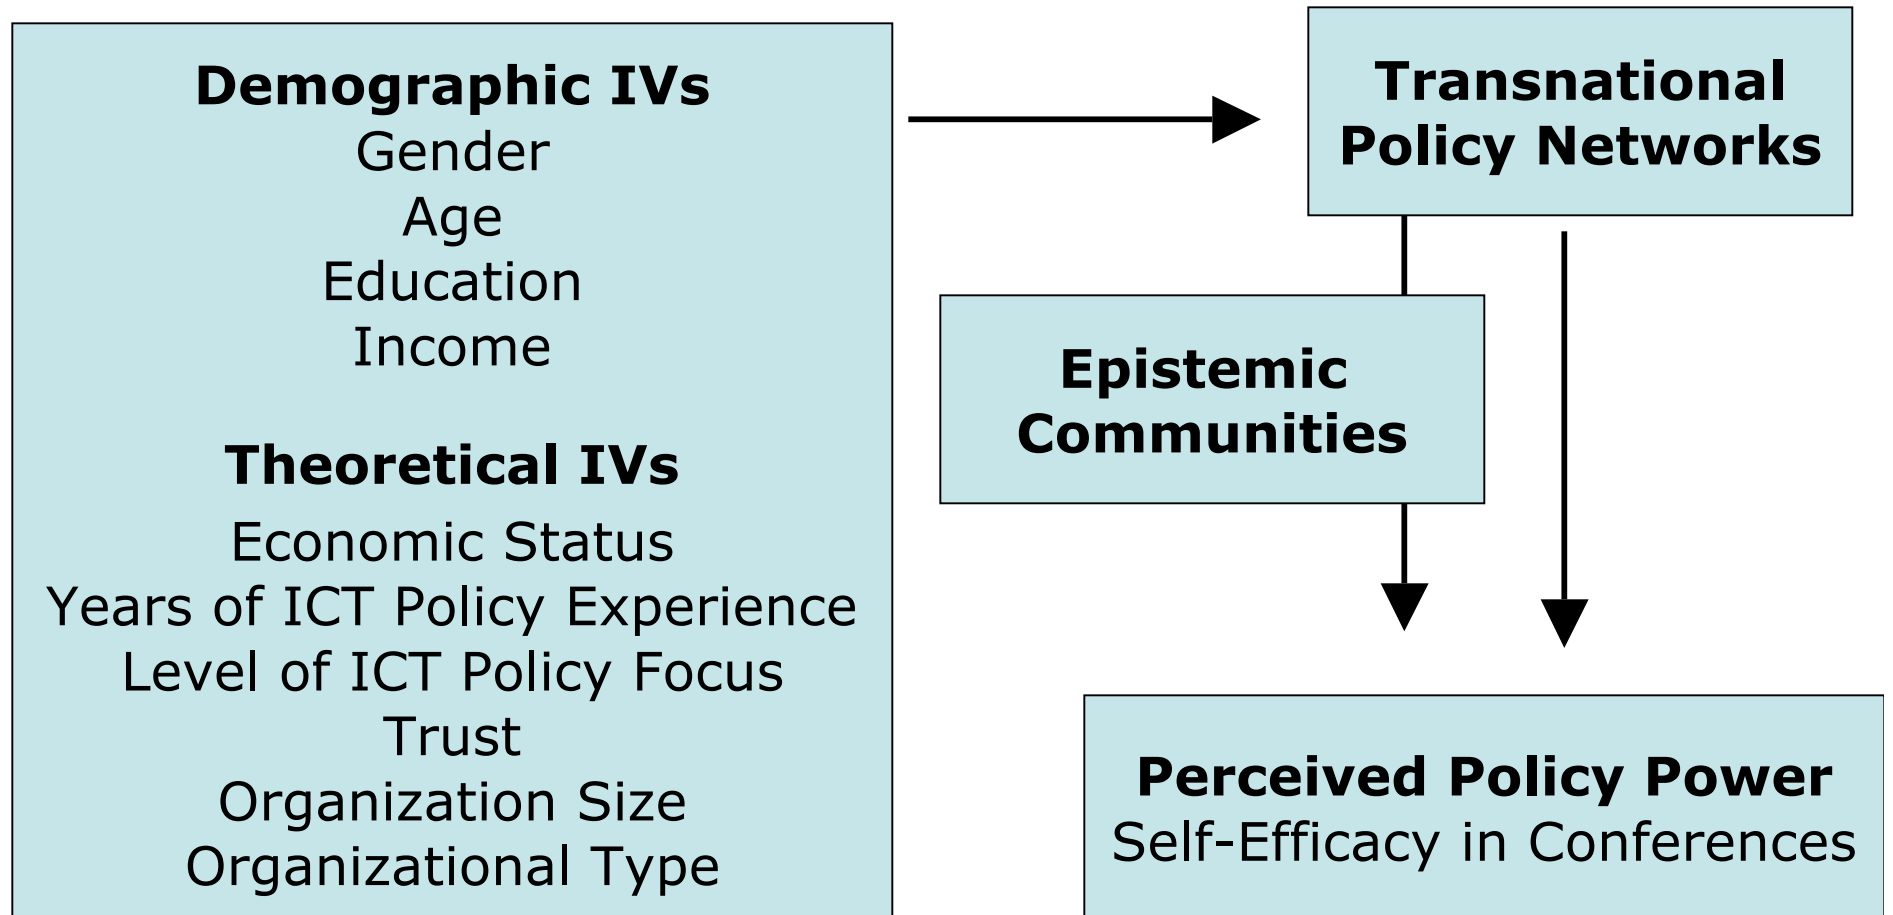 Demographic IVs
Gender
Age
Education
Income
Theoretical IVs
Economic Status
Years of ICT Policy Experience
Level of ICT Policy Focus
Trust
Organization Size
Organizational Type
Transnational
Policy Networks
Epistemic
Communities
Perceived Policy Power
Self-Efficacy in Conferences